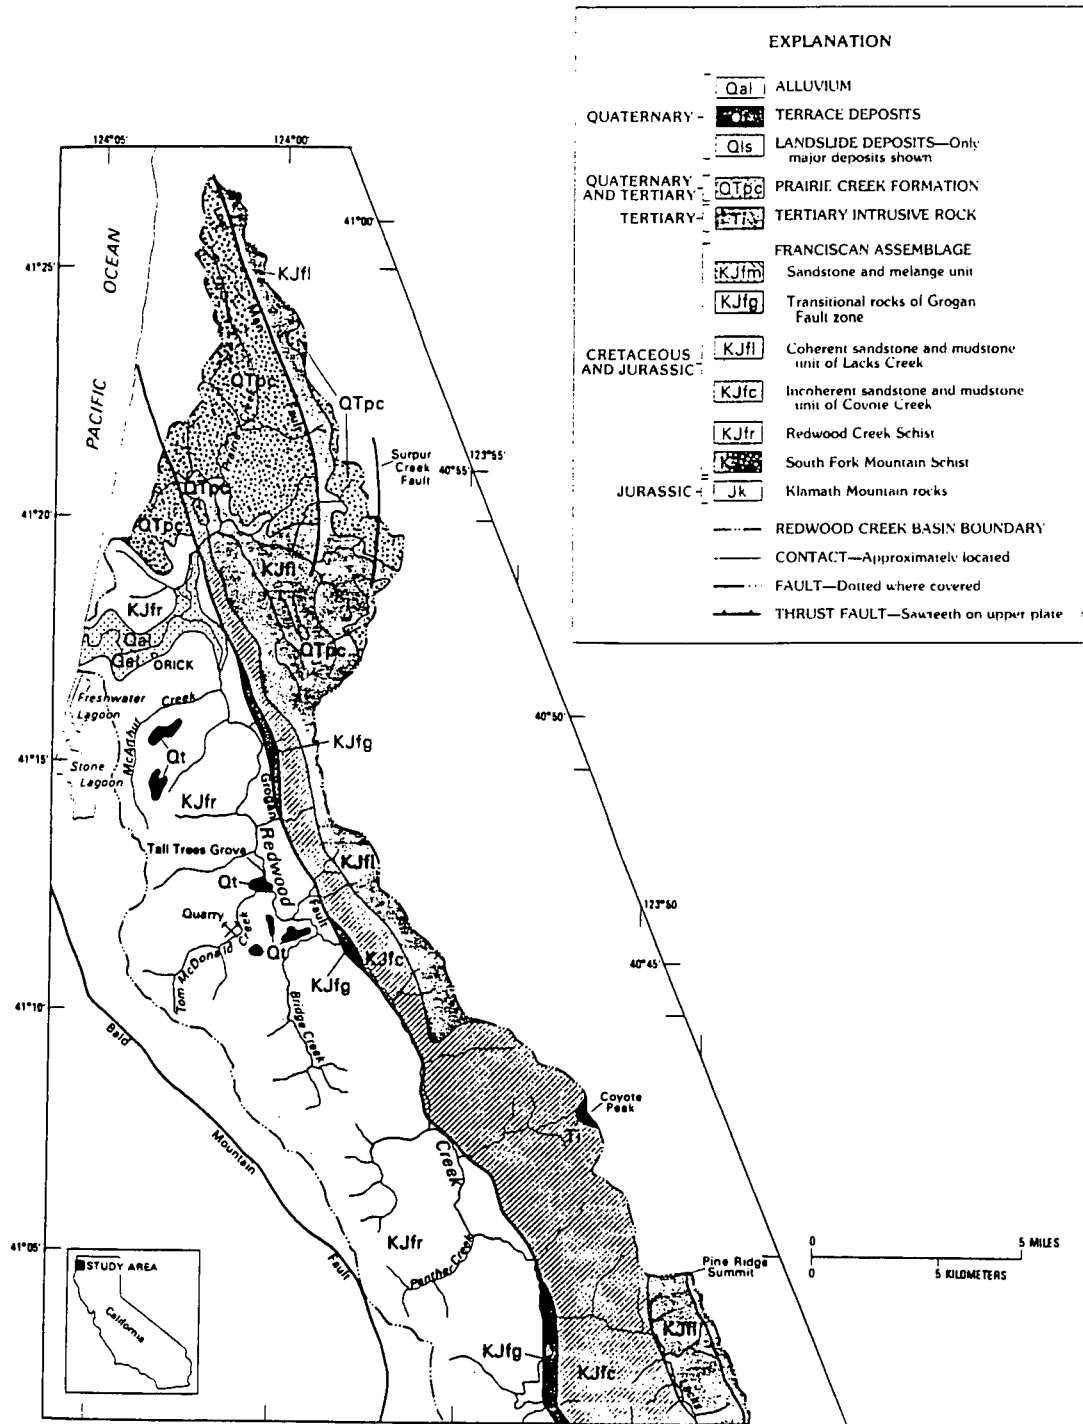 EXPLANATION
Qal ALLUVIUM
QUATERNARY
TERRACE DEPOSITS
Qls LANDSLIDE DEPOSITS—Only
major deposits shown
QUATERNARY
AND TERTIARY
QTpc PRAIRIE CREEK FORMATION
TERTIARY
TERTIARY INTRUSIVE ROCK
FRANCISCAN ASSEMBLAGE
KJfm Sandstone and melange unit
KJfg Transitional rocks of Grogan
Fault zone
CRETACEOUS
AND JURASSIC
KJfl Coherent sandstone and mudstone
unit of Lacks Creek
KJfc Incoherent sandstone and mudstone
unit of Coyote Creek
KJfr Redwood Creek Schist
South Fork Mountain Schist
JURASSIC
Jk Klamath Mountain rocks
REDWOOD CREEK BASIN BOUNDARY
CONTACT—Approximately located
FAULT—Dotted where covered
THRUST FAULT—Sawteeth on upper plate
124°05'
124°00'
41°00'
41°25'
PACIFIC OCEAN
KJfl
QTpc
Fault
QTpc
Surpur
Creek
Fault
123°55'
40°55'
QTpc
QTpc
41°20'
KJfl
KJfr
Qal
Qal
ORICK
QTpc
Freshwater
Lagoon
McArthur Creek
40°50'
Qt
KJfg
41°15'
Stone
Lagoon
KJfr
Grogan
Redwood
Tall Trees Grove
KJfl
Qt
123°50
Quarry
Fault
Tom McDonald Creek
Qt
KJfc
40°45'
KJfg
41°10'
Bridge Creek
Bald
Coyote
Peak
Mountain
Creek
KJfr
Panther Creek
41°05'
Fault
Pine Ridge
Summit
0 5 MILES
0 5 KILOMETERS
STUDY AREA
California
KJfl
KJfg
KJfc